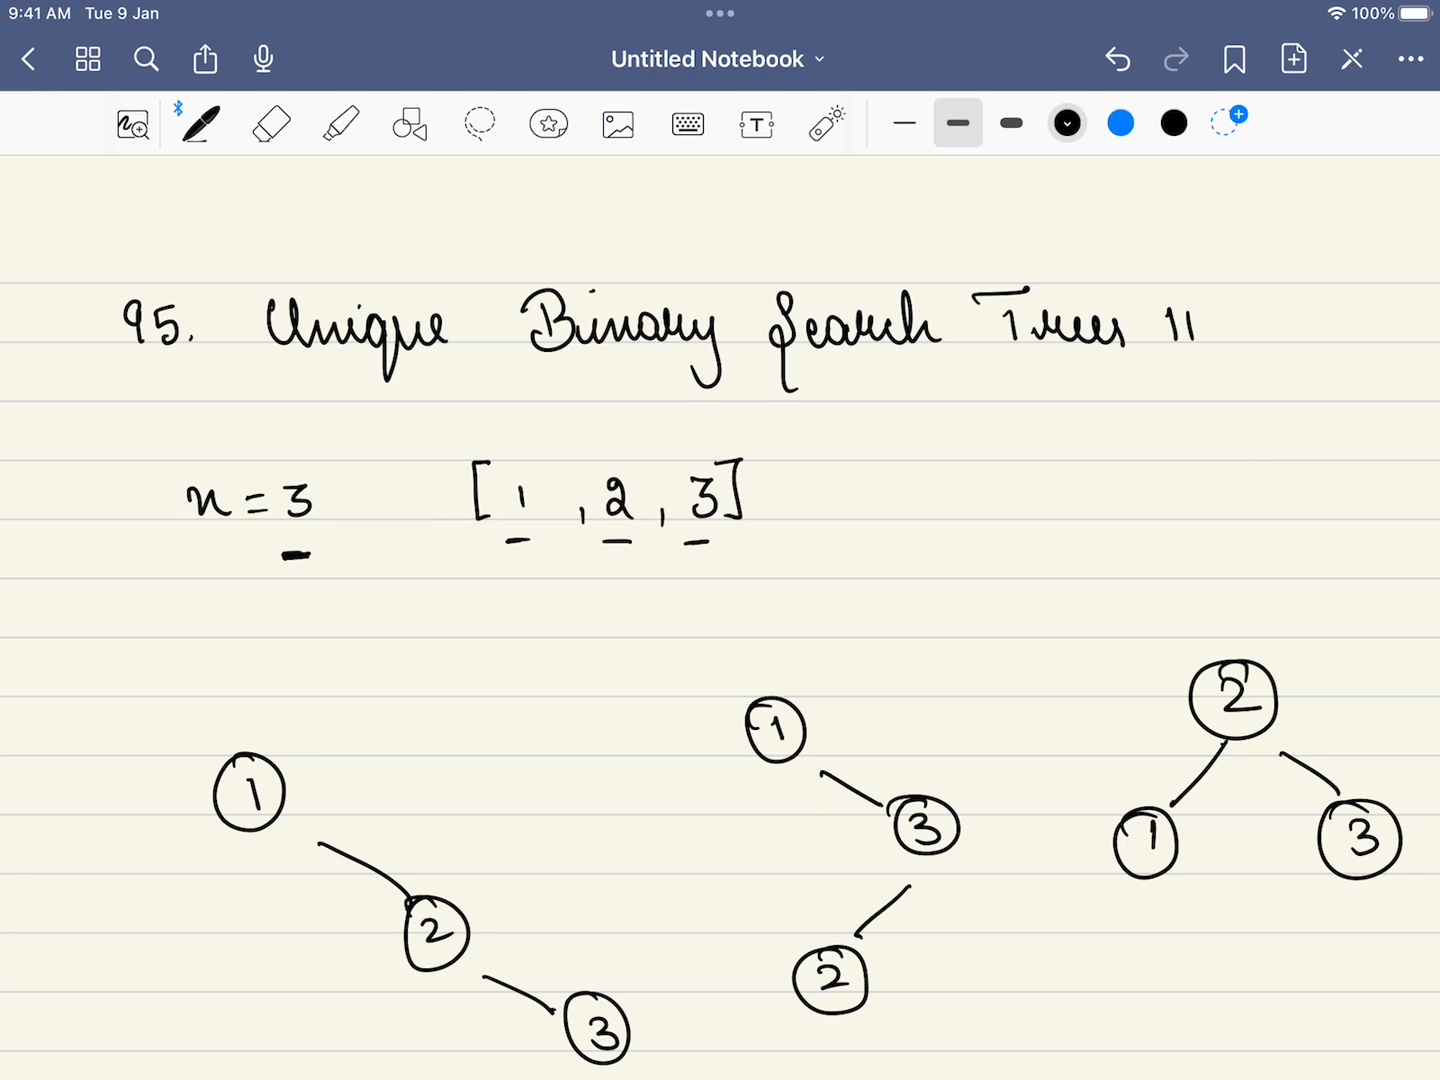 9:41 AM Tue 9 Jan
100%
Untitled Notebook
T
95. Unique Binary Search Trees II
n = 3 [1, 2, 3]
1
2
3
1
3
2
2
1
3